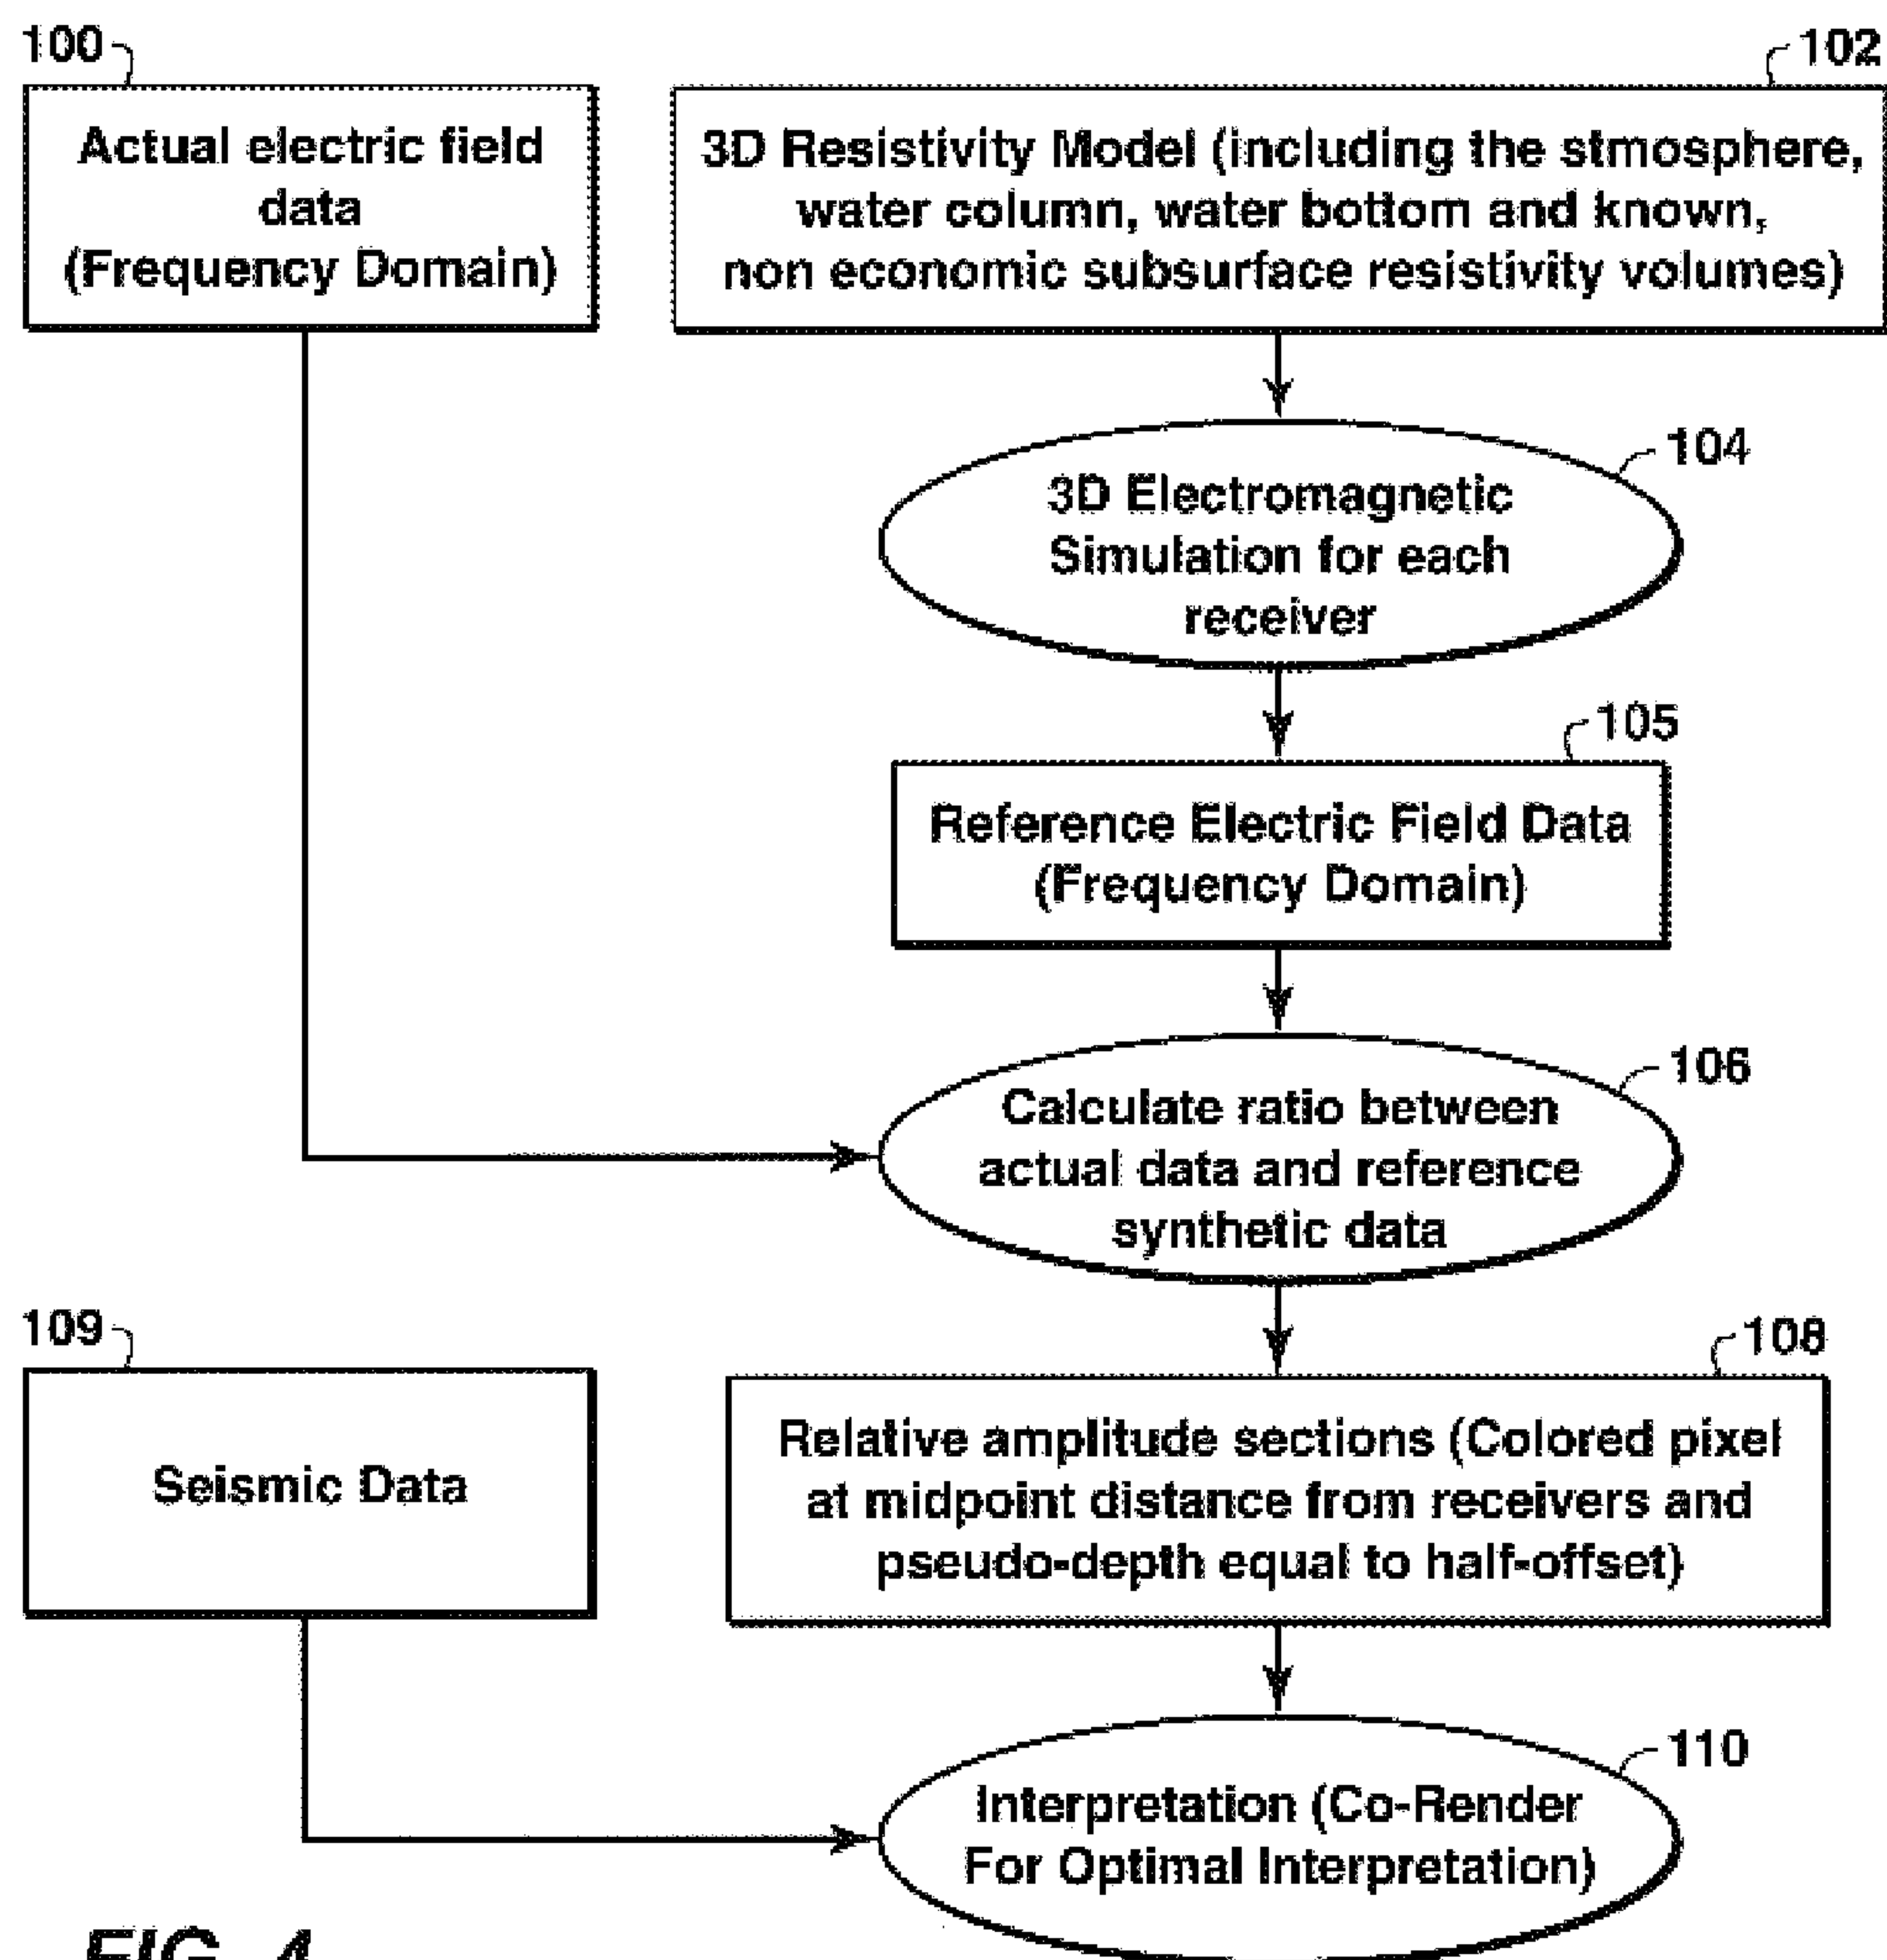 100
Actual electric field
data
(Frequency Domain)
102
3D Resistivity Model (including the stmosphere,
water column, water bottom and known,
non economic subsurface resistivity volumes)
104
3D Electromagnetic
Simulation for each
receiver
105
Reference Electric Field Data
(Frequency Domain)
106
Calculate ratio between
actual data and reference
synthetic data
109
Seismic Data
108
Relative amplitude sections (Colored pixel
at midpoint distance from receivers and
pseudo-depth equal to half-offset)
110
Interpretation (Co-Render
For Optimal Interpretation)
FIG. 4